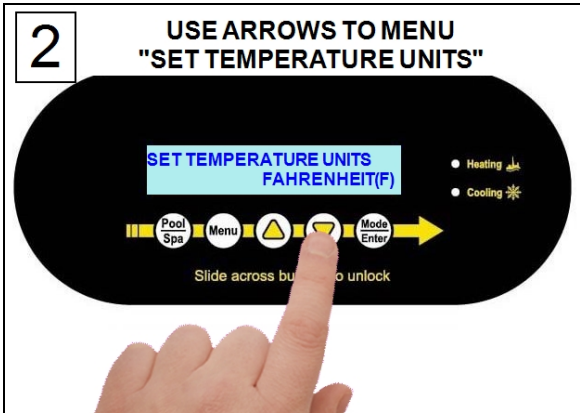 2
USE ARROWS TO MENU
"SET TEMPERATURE UNITS"
SET TEMPERATURE UNITS
FAHRENHEIT(F)
Heating
Cooling
Pool
Spa
Menu
Mode
Enter
Slide across bu o unlock